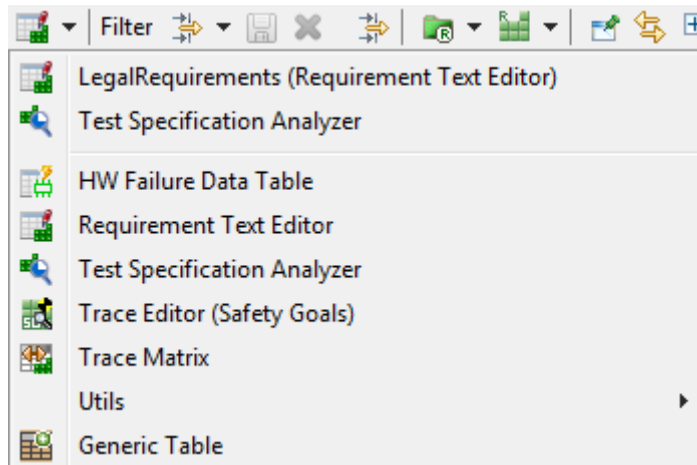 Filter
LegalRequirements (Requirement Text Editor)
Test Specification Analyzer
HW Failure Data Table
Requirement Text Editor
Test Specification Analyzer
Trace Editor (Safety Goals)
Trace Matrix
Utils
Generic Table